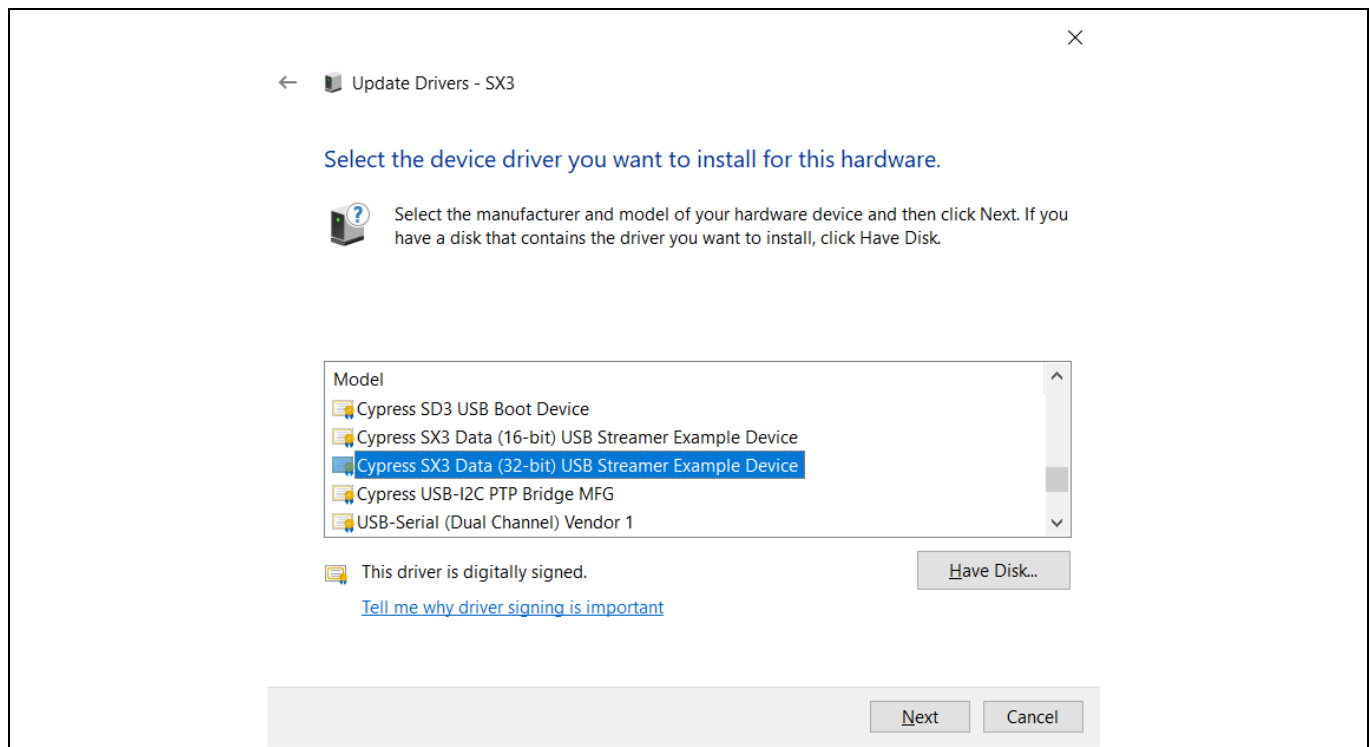 Update Drivers - SX3
Select the device driver you want to install for this hardware.
Select the manufacturer and model of your hardware device and then click Next. If you
have a disk that contains the driver you want to install, click Have Disk.
Model
Cypress SD3 USB Boot Device
Cypress SX3 Data (16-bit) USB Streamer Example Device
Cypress SX3 Data (32-bit) USB Streamer Example Device
Cypress USB-I2C PTP Bridge MFG
USB-Serial (Dual Channel) Vendor 1
This driver is digitally signed.
Have Disk...
Tell me why driver signing is important
Next
Cancel